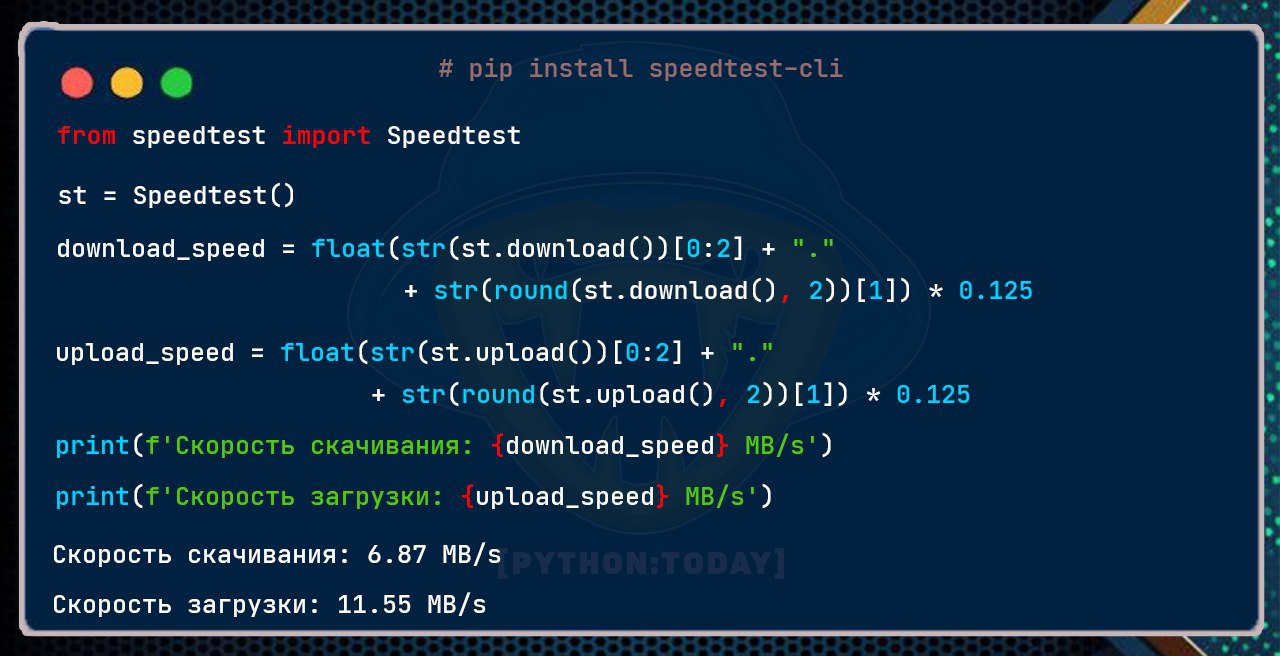 # pip install speedtest-cli
from speedtest import Speedtest
st = Speedtest()
download_speed = float(str(st.download())[0:2] + "."
+ str(round(st.download(), 2))[1]) * 0.125
upload_speed = float(str(st.upload())[0:2] + "."
+ str(round(st.upload(), 2))[1]) * 0.125
print(f'Скорость скачивания: {download_speed} MB/s')
print(f'Скорость загрузки: {upload_speed} MB/s')
Скорость скачивания: 6.87 MB/s
[PYTHON:TODAY]
Скорость загрузки: 11.55 MB/s